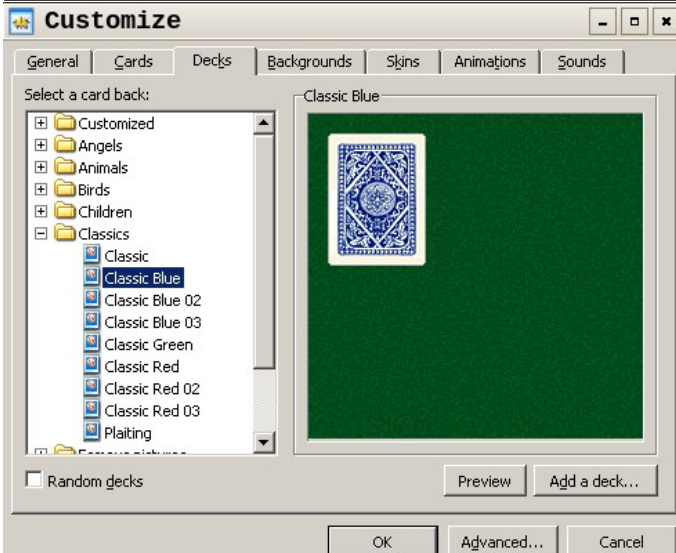 Customize
General Cards Decks Backgrounds Skins Animations Sounds
Select a card back:
Customized
Angels
Animals
Birds
Children
Classics
Classic
Classic Blue
Classic Blue 02
Classic Blue 03
Classic Green
Classic Red
Classic Red 02
Classic Red 03
Plaiting
Random decks
Classic Blue
Preview Add a deck...
OK Advanced... Cancel